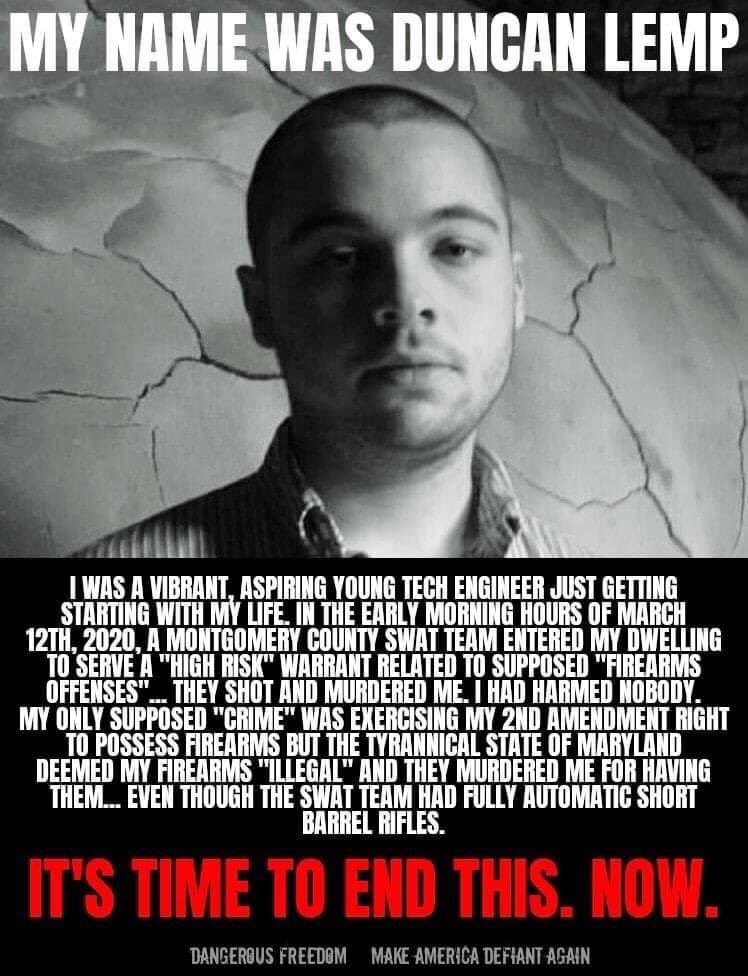 MY NAME WAS DUNCAN LEMP
I WAS A VIBRANT, ASPIRING YOUNG TECH ENGINEER JUST GETTING
STARTING WITH MY LIFE. IN THE EARLY MORNING HOURS OF MARCH
12TH, 2020, A MONTGOMERY COUNTY SWAT TEAM ENTERED MY DWELLING
TO SERVE A "HIGH RISK" WARRANT RELATED TO SUPPOSED "FIREARMS
OFFENSES"... THEY SHOT AND MURDERED ME. I HAD HARMED NOBODY.
MY ONLY SUPPOSED "CRIME" WAS EXERCISING MY 2ND AMENDMENT RIGHT
TO POSSESS FIREARMS BUT THE TYRANNICAL STATE OF MARYLAND
DEEMED MY FIREARMS "ILLEGAL" AND THEY MURDERED ME FOR HAVING
THEM... EVEN THOUGH THE SWAT TEAM HAD FULLY AUTOMATIC SHORT
BARREL RIFLES.
IT'S TIME TO END THIS. NOW.
DANGEROUS FREEDOM MAKE AMERICA DEFIANT AGAIN